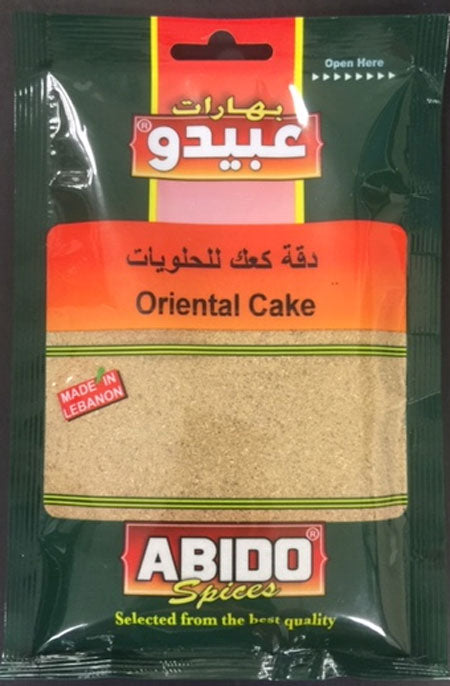 Open Here
بهارات
عبيدو®
دقة كعك للحلويات
Oriental Cake
MADE IN
LEBANON
ABIDO®
Spices
Selected from the best quality